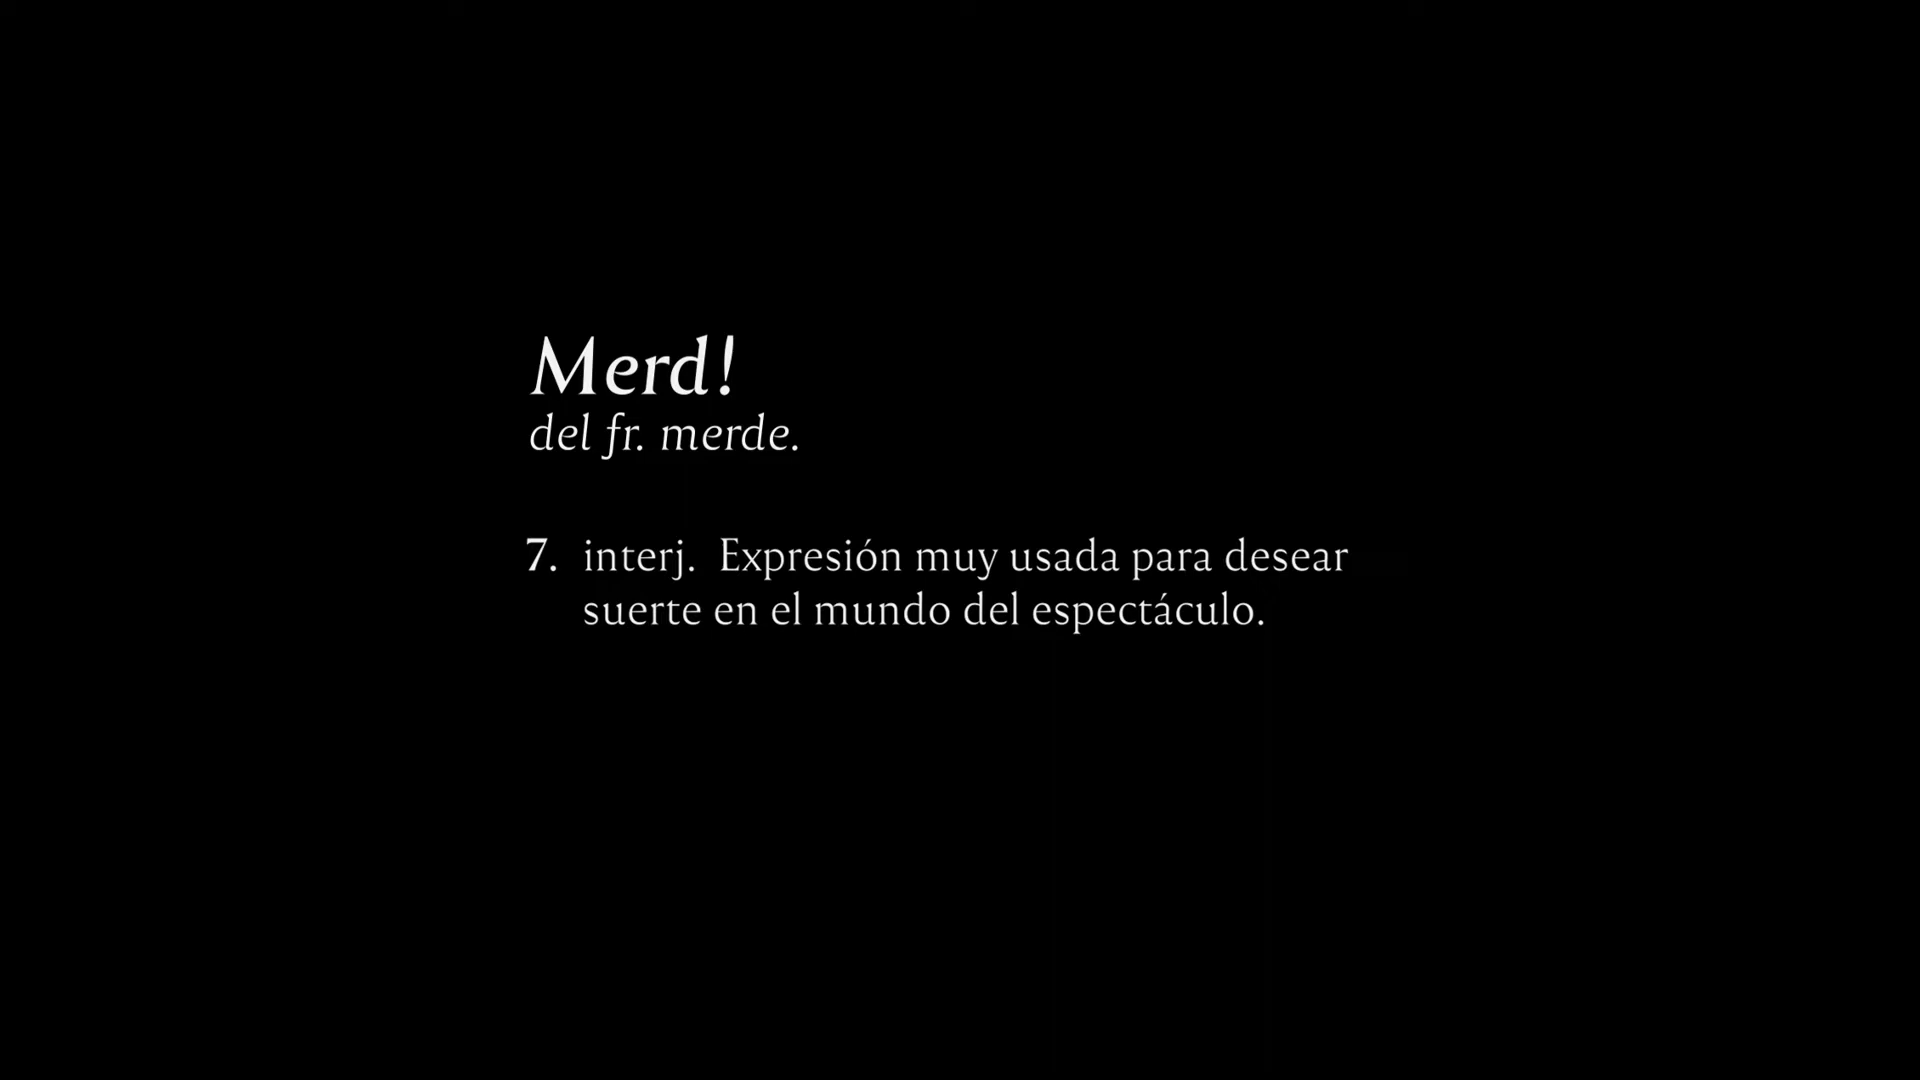 Merd!
del fr. merde.
7. interj. Expresión muy usada para desear
suerte en el mundo del espectáculo.